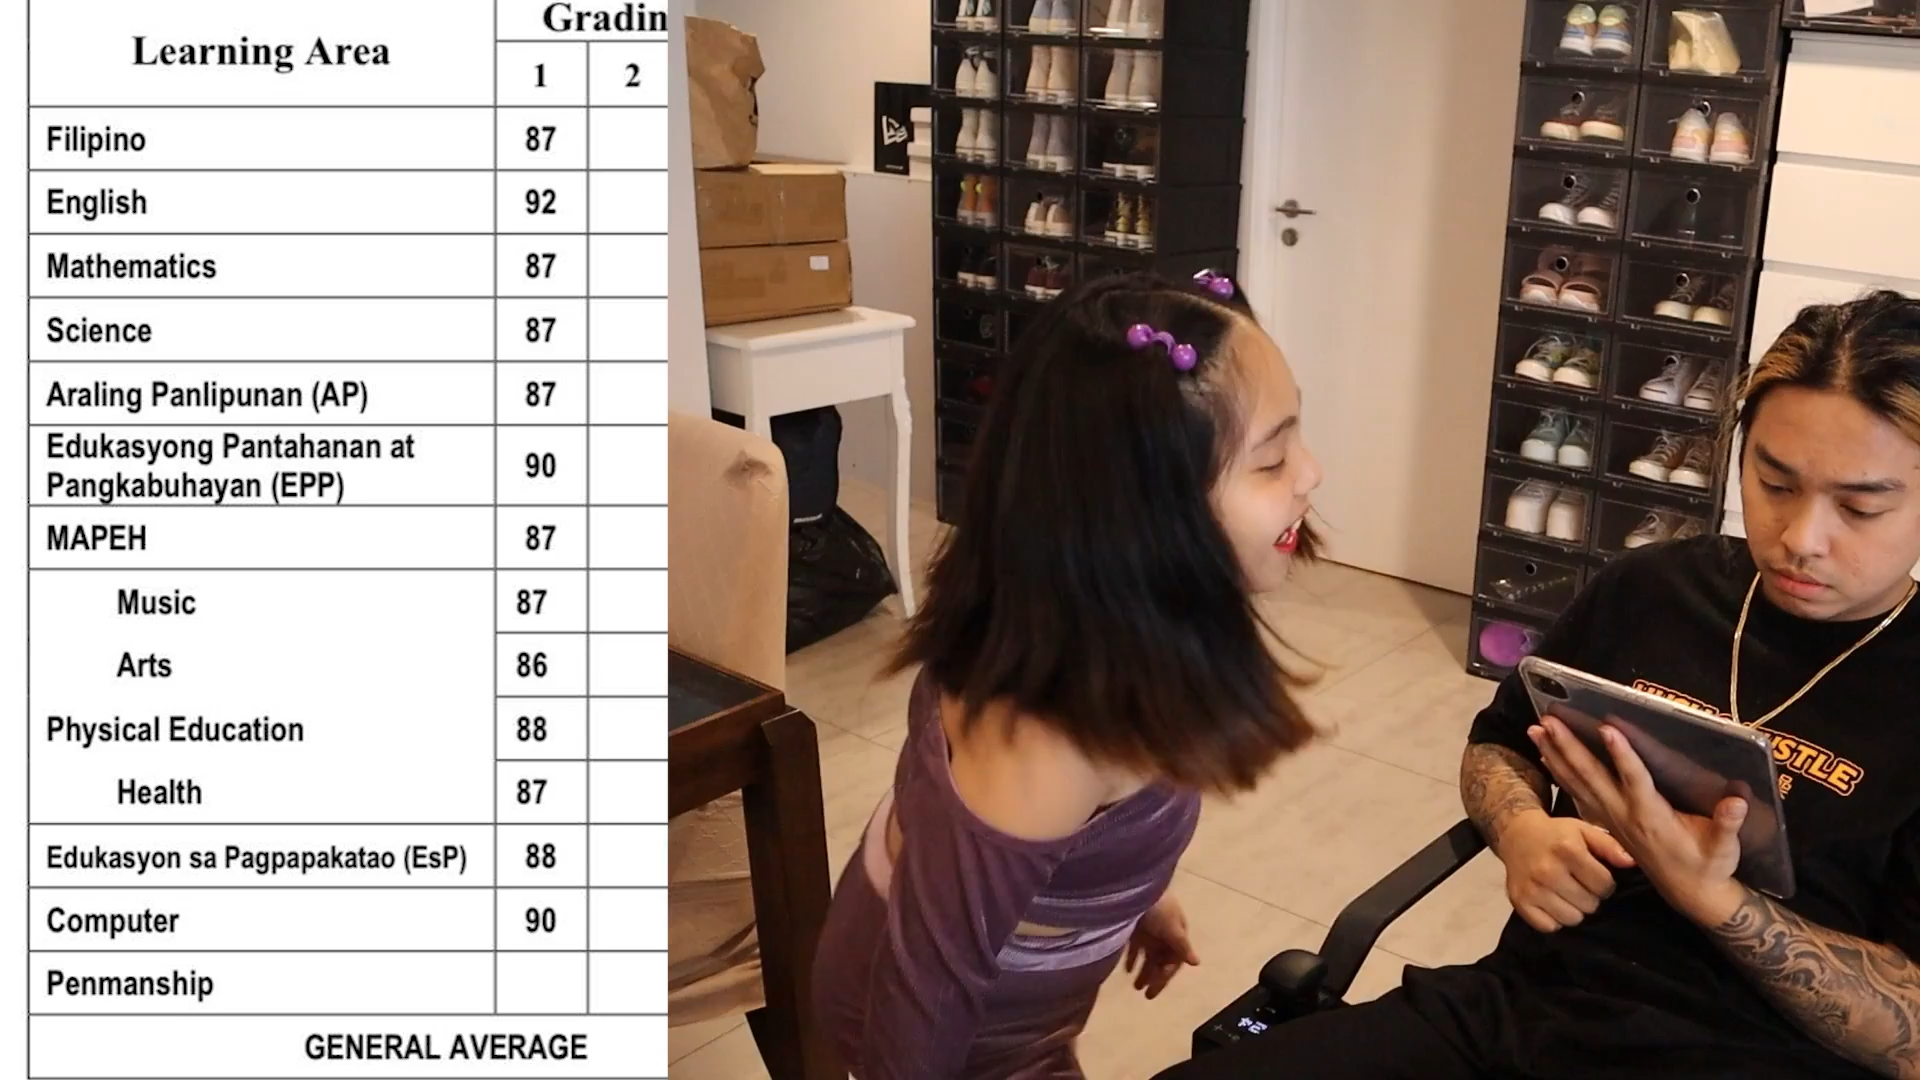 Learning Area
Gradin
1
2
Filipino
87
English
92
Mathematics
87
Science
87
Araling Panlipunan (AP)
87
Edukasyong Pantahanan at
Pangkabuhayan (EPP)
90
MAPEH
87
Music
87
Arts
86
Physical Education
88
Health
87
Edukasyon sa Pagpapakatao (EsP)
88
Computer
90
Penmanship
GENERAL AVERAGE
STLE